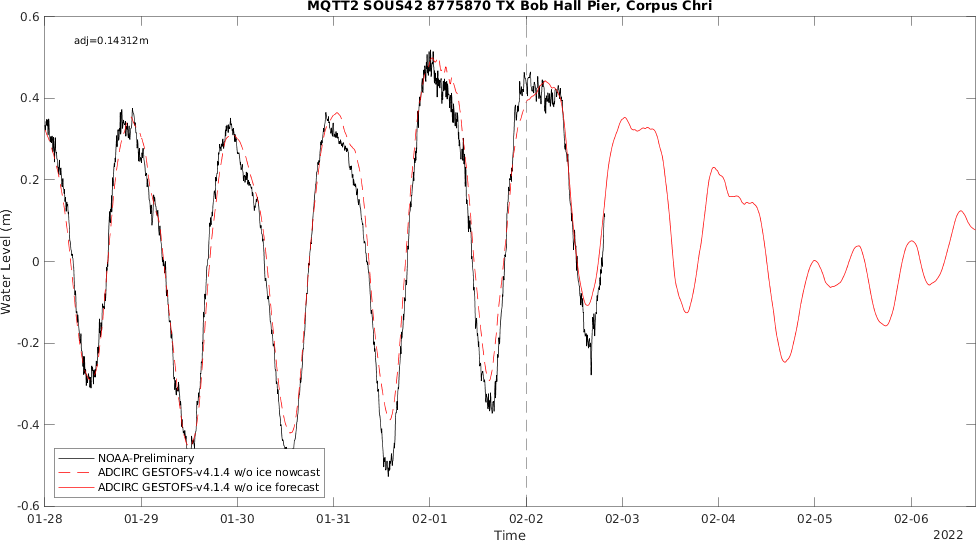 MQTT2 SOUS42 8775870 TX Bob Hall Pier, Corpus Chri
adj=0.14312m
Water Level (m)
0.6
0.4
0.2
0
-0.2
-0.4
-0.6
NOAA-Preliminary
ADCIRC GESTOFS-v4.1.4 w/o ice nowcast
ADCIRC GESTOFS-v4.1.4 w/o ice forecast
01-28 01-29 01-30 01-31 02-01 02-02 02-03 02-04 02-05 02-06
Time
2022